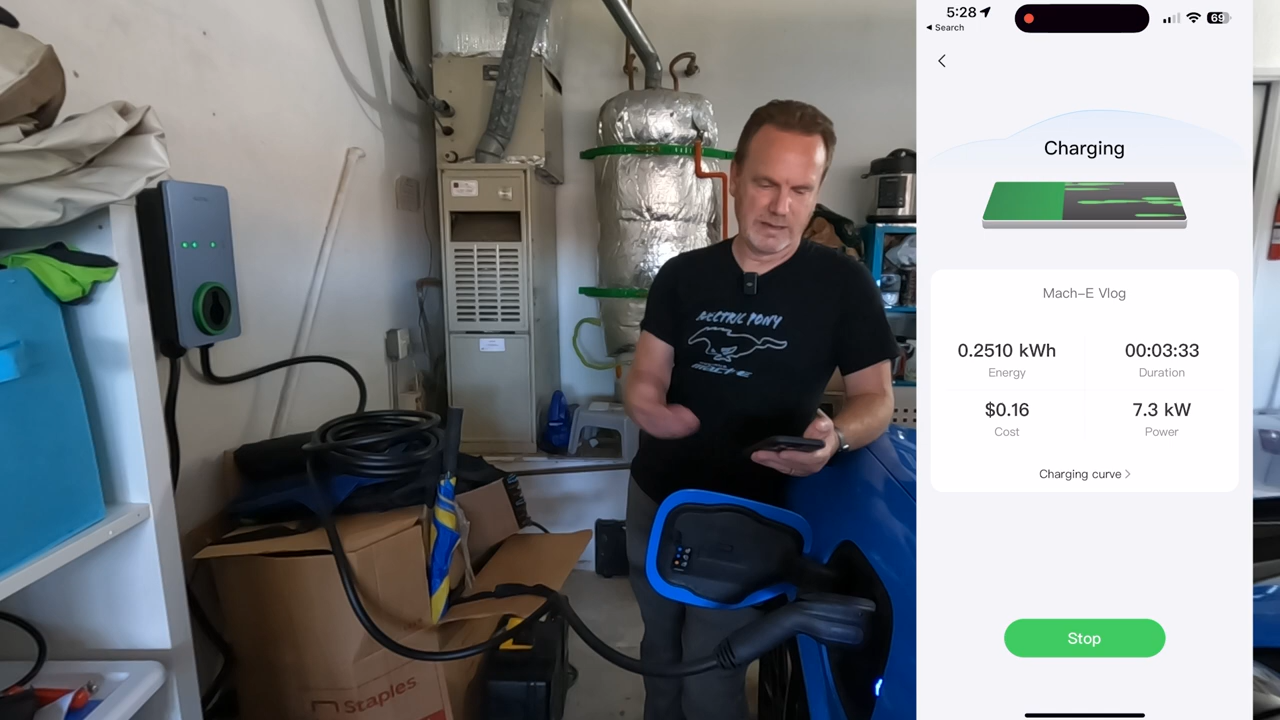 ELECTRIC PONY
Staples
5:28
69
Search
Charging
Mach-E Vlog
0.2510 kWh
00:03:33
Energy
Duration
$0.16
7.3 kW
Cost
Power
Charging curve
Stop